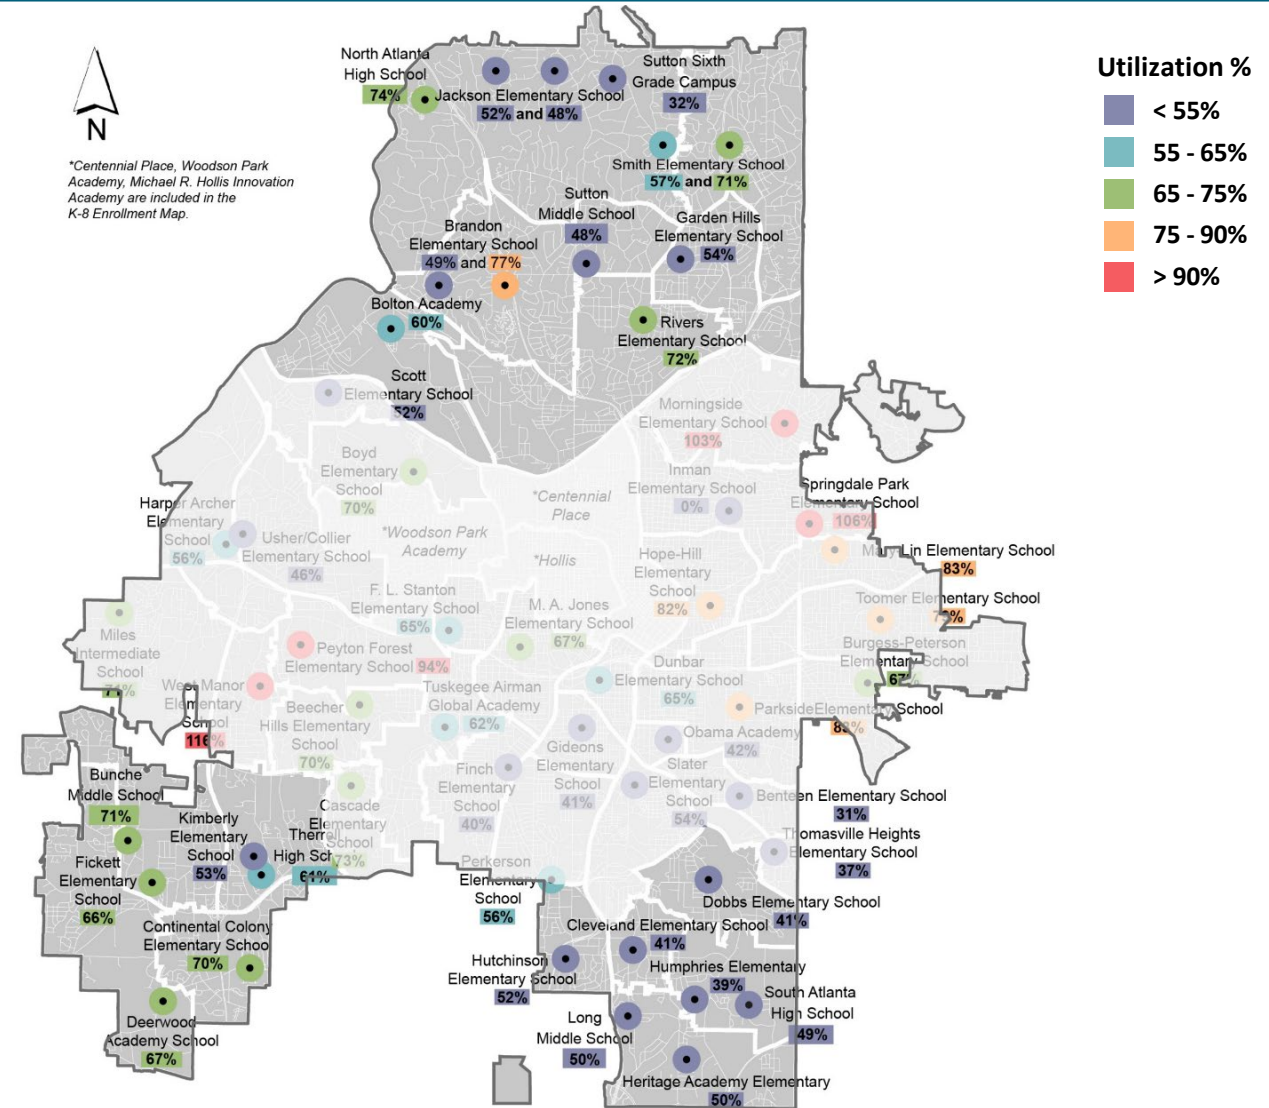 North Atlanta
High School
74%
Jackson Elementary School
52% and 48%
Sutton Sixth
Grade Campus
32%
Utilization %
< 55%
55 - 65%
65 - 75%
75 - 90%
> 90%
N
*Centennial Place, Woodson Park
Academy, Michael R. Hollis Innovation
Academy are included in the
K-8 Enrollment Map.
Smith Elementary School
57% and 71%
Sutton
Middle School
48%
Garden Hills
Elementary School
54%
Brandon
Elementary School
49% and 77%
Bolton Academy
60%
Rivers
Elementary School
72%
Scott
Elementary School
52%
Morningside
Elementary School
103%
Boyd
Elementary
School
70%
Inman
Elementary School
0%
*Centennial
Place
Springdale Park
Elementary School
106%
Harper Archer
Elementary
School
56%
Usher/Collier
Elementary School
46%
*Woodson Park
Academy
*Hollis
Hope-Hill
Elementary
School
82%
Mary Lin Elementary School
83%
F. L. Stanton
Elementary School
65%
M. A. Jones
Elementary School
67%
Toomer Elementary School
Miles
Intermediate
School
71%
Peyton Forest
Elementary School 94%
Burgess-Peterson
Elementary School
67%
Dunbar
Elementary School
65%
West Manor
Elementary
School
116%
Beecher
Hills Elementary
School
70%
Tuskegee Airman
Global Academy
62%
Parkside Elementary School
Gideons
Elementary
School
41%
Obama Academy
42%
Finch
Elementary
School
40%
Slater
Elementary
School
54%
Benteen Elementary School
31%
Bunche
Middle School
71%
Kimberly
Elementary
School
53%
Cascade
Elementary
School
73%
Therrell
High School
61%
Thomasville Heights
Elementary School
37%
Fickett
Elementary
School
66%
Perkerson
Elementary
School
56%
Dobbs Elementary School
41%
Continental Colony
Elementary School
70%
Cleveland Elementary School
41%
Hutchinson
Elementary School
52%
Humphries Elementary
39%
South Atlanta
High School
49%
Deerwood
Academy School
67%
Long
Middle School
50%
Heritage Academy Elementary
50%